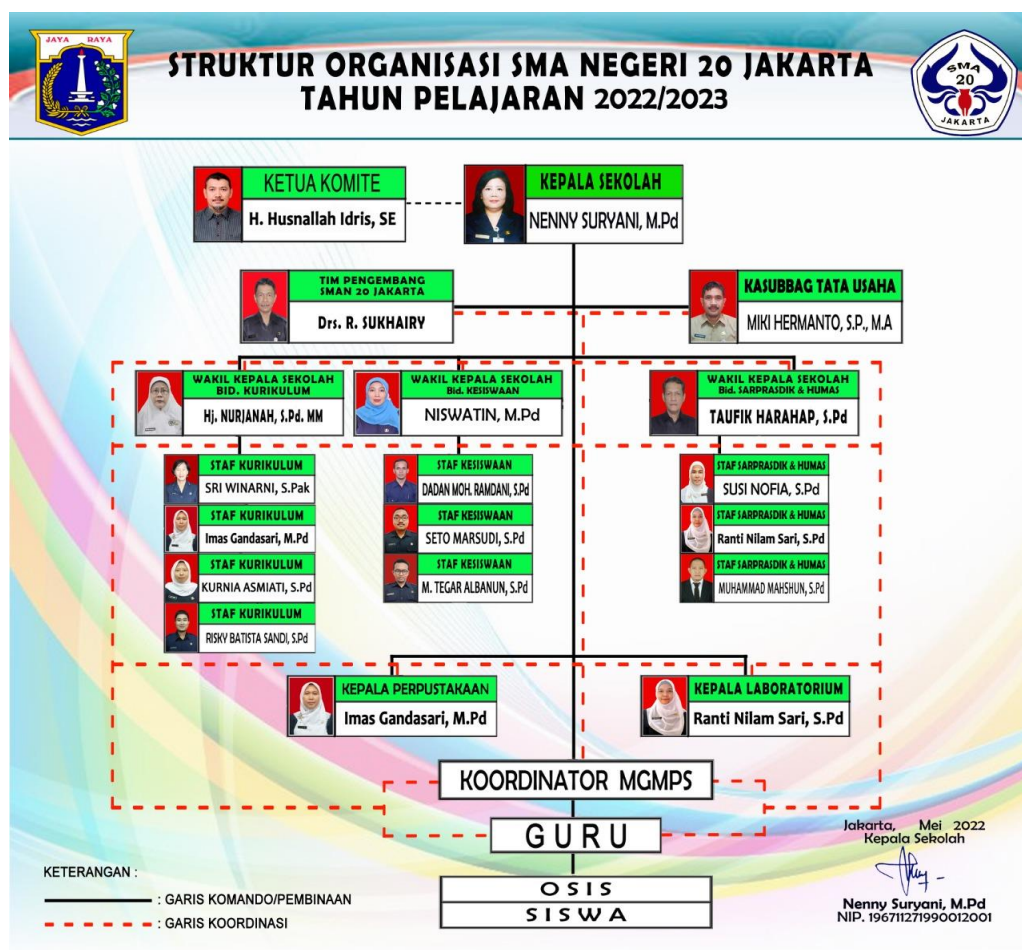 JAYA RAYA
STRUKTUR ORGANISASI SMA NEGERI 20 JAKARTA
TAHUN PELAJARAN 2022/2023
SMA
20
JAKARTA
KETUA KOMITE
H. Husnallah Idris, SE
KEPALA SEKOLAH
NENNY SURYANI, M.Pd
TIM PENGEMBANG
SMAN 20 JAKARTA
Drs. R. SUKHAIRY
KASUBBAG TATA USAHA
MIKI HERMANTO, S.P., M.A
WAKIL KEPALA SEKOLAH
BID. KURIKULUM
Hj. NURJANAH, S.Pd. MM
WAKIL KEPALA SEKOLAH
Bid. KESISWAAN
NISWATIN, M.Pd
WAKIL KEPALA SEKOLAH
Bid. SARPRASDIK & HUMAS
TAUFIK HARAHAP, S.Pd
STAF KURIKULUM
SRI WINARNI, S.Pak
STAF KURIKULUM
Imas Gandasari, M.Pd
STAF KURIKULUM
KURNIA ASMIATI, S.Pd
STAF KURIKULUM
RISKY BATISTA SANDI, S.Pd
STAF KESISWAAN
DADAN MOH. RAMDANI, S.Pd
STAF KESISWAAN
SETO MARSUDI, S.Pd
STAF KESISWAAN
M. TEGAR ALBANUN, S.Pd
STAF SARPRASDIK & HUMAS
SUSI NOFIA, S.Pd
STAF SARPRASDIK & HUMAS
Ranti Nilam Sari, S.Pd
STAF SARPRASDIK & HUMAS
MUHAMMAD MAHSHUN, S.Pd
KEPALA PERPUSTAKAAN
Imas Gandasari, M.Pd
KEPALA LABORATORIUM
Ranti Nilam Sari, S.Pd
KOORDINATOR MGMPS
GURU
OSIS
SISWA
KETERANGAN :
: GARIS KOMANDO/PEMBINAAN
: GARIS KOORDINASI
Jakarta, Mei 2022
Kepala Sekolah
Nenny Suryani, M.Pd
NIP. 196711271990012001